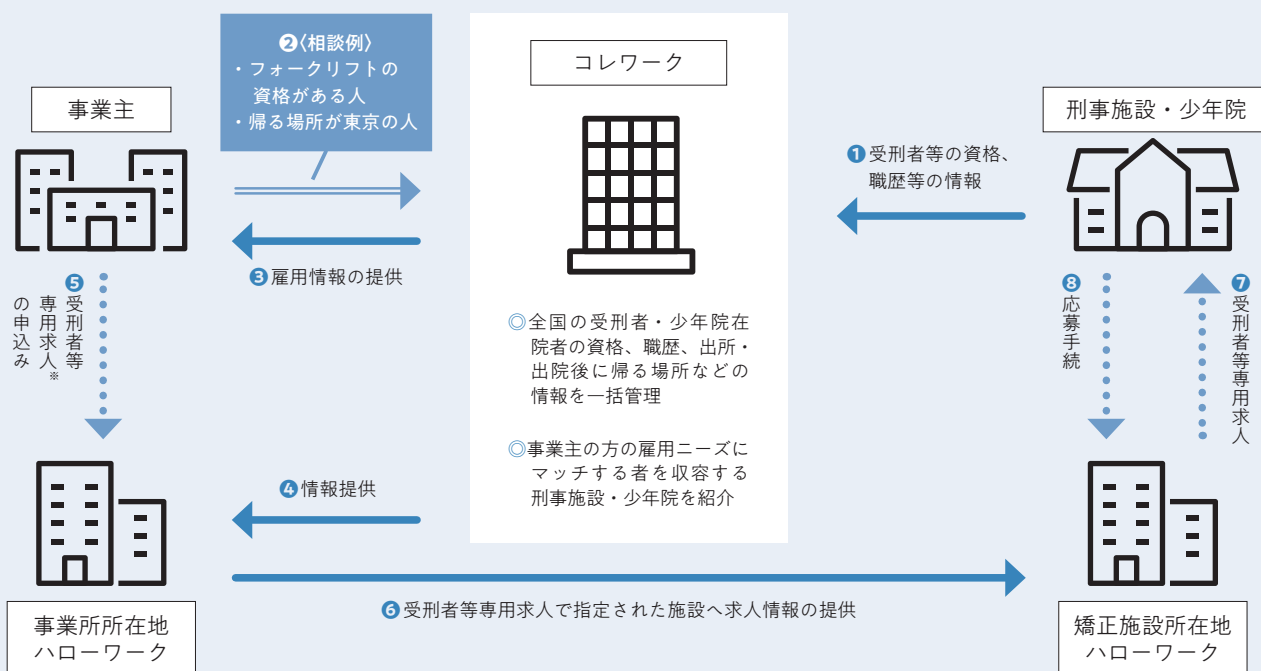 ❷〈相談例〉
・フォークリフトの
資格がある人
・帰る場所が東京の人
コレワーク
事業主
刑事施設・少年院
❶受刑者等の資格、
職歴等の情報
❸雇用情報の提供
❺受刑者等
専用求人※
の申込み
◎全国の受刑者・少年院在
院者の資格、職歴、出所・
出院後に帰る場所などの
情報を一括管理
◎事業主の方の雇用ニーズに
マッチする者を収容する
刑事施設・少年院を紹介
❽応募手続
❼受刑者等専用求人
❹情報提供
❻受刑者等専用求人で指定された施設へ求人情報の提供
事業所所在地
ハローワーク
矯正施設所在地
ハローワーク